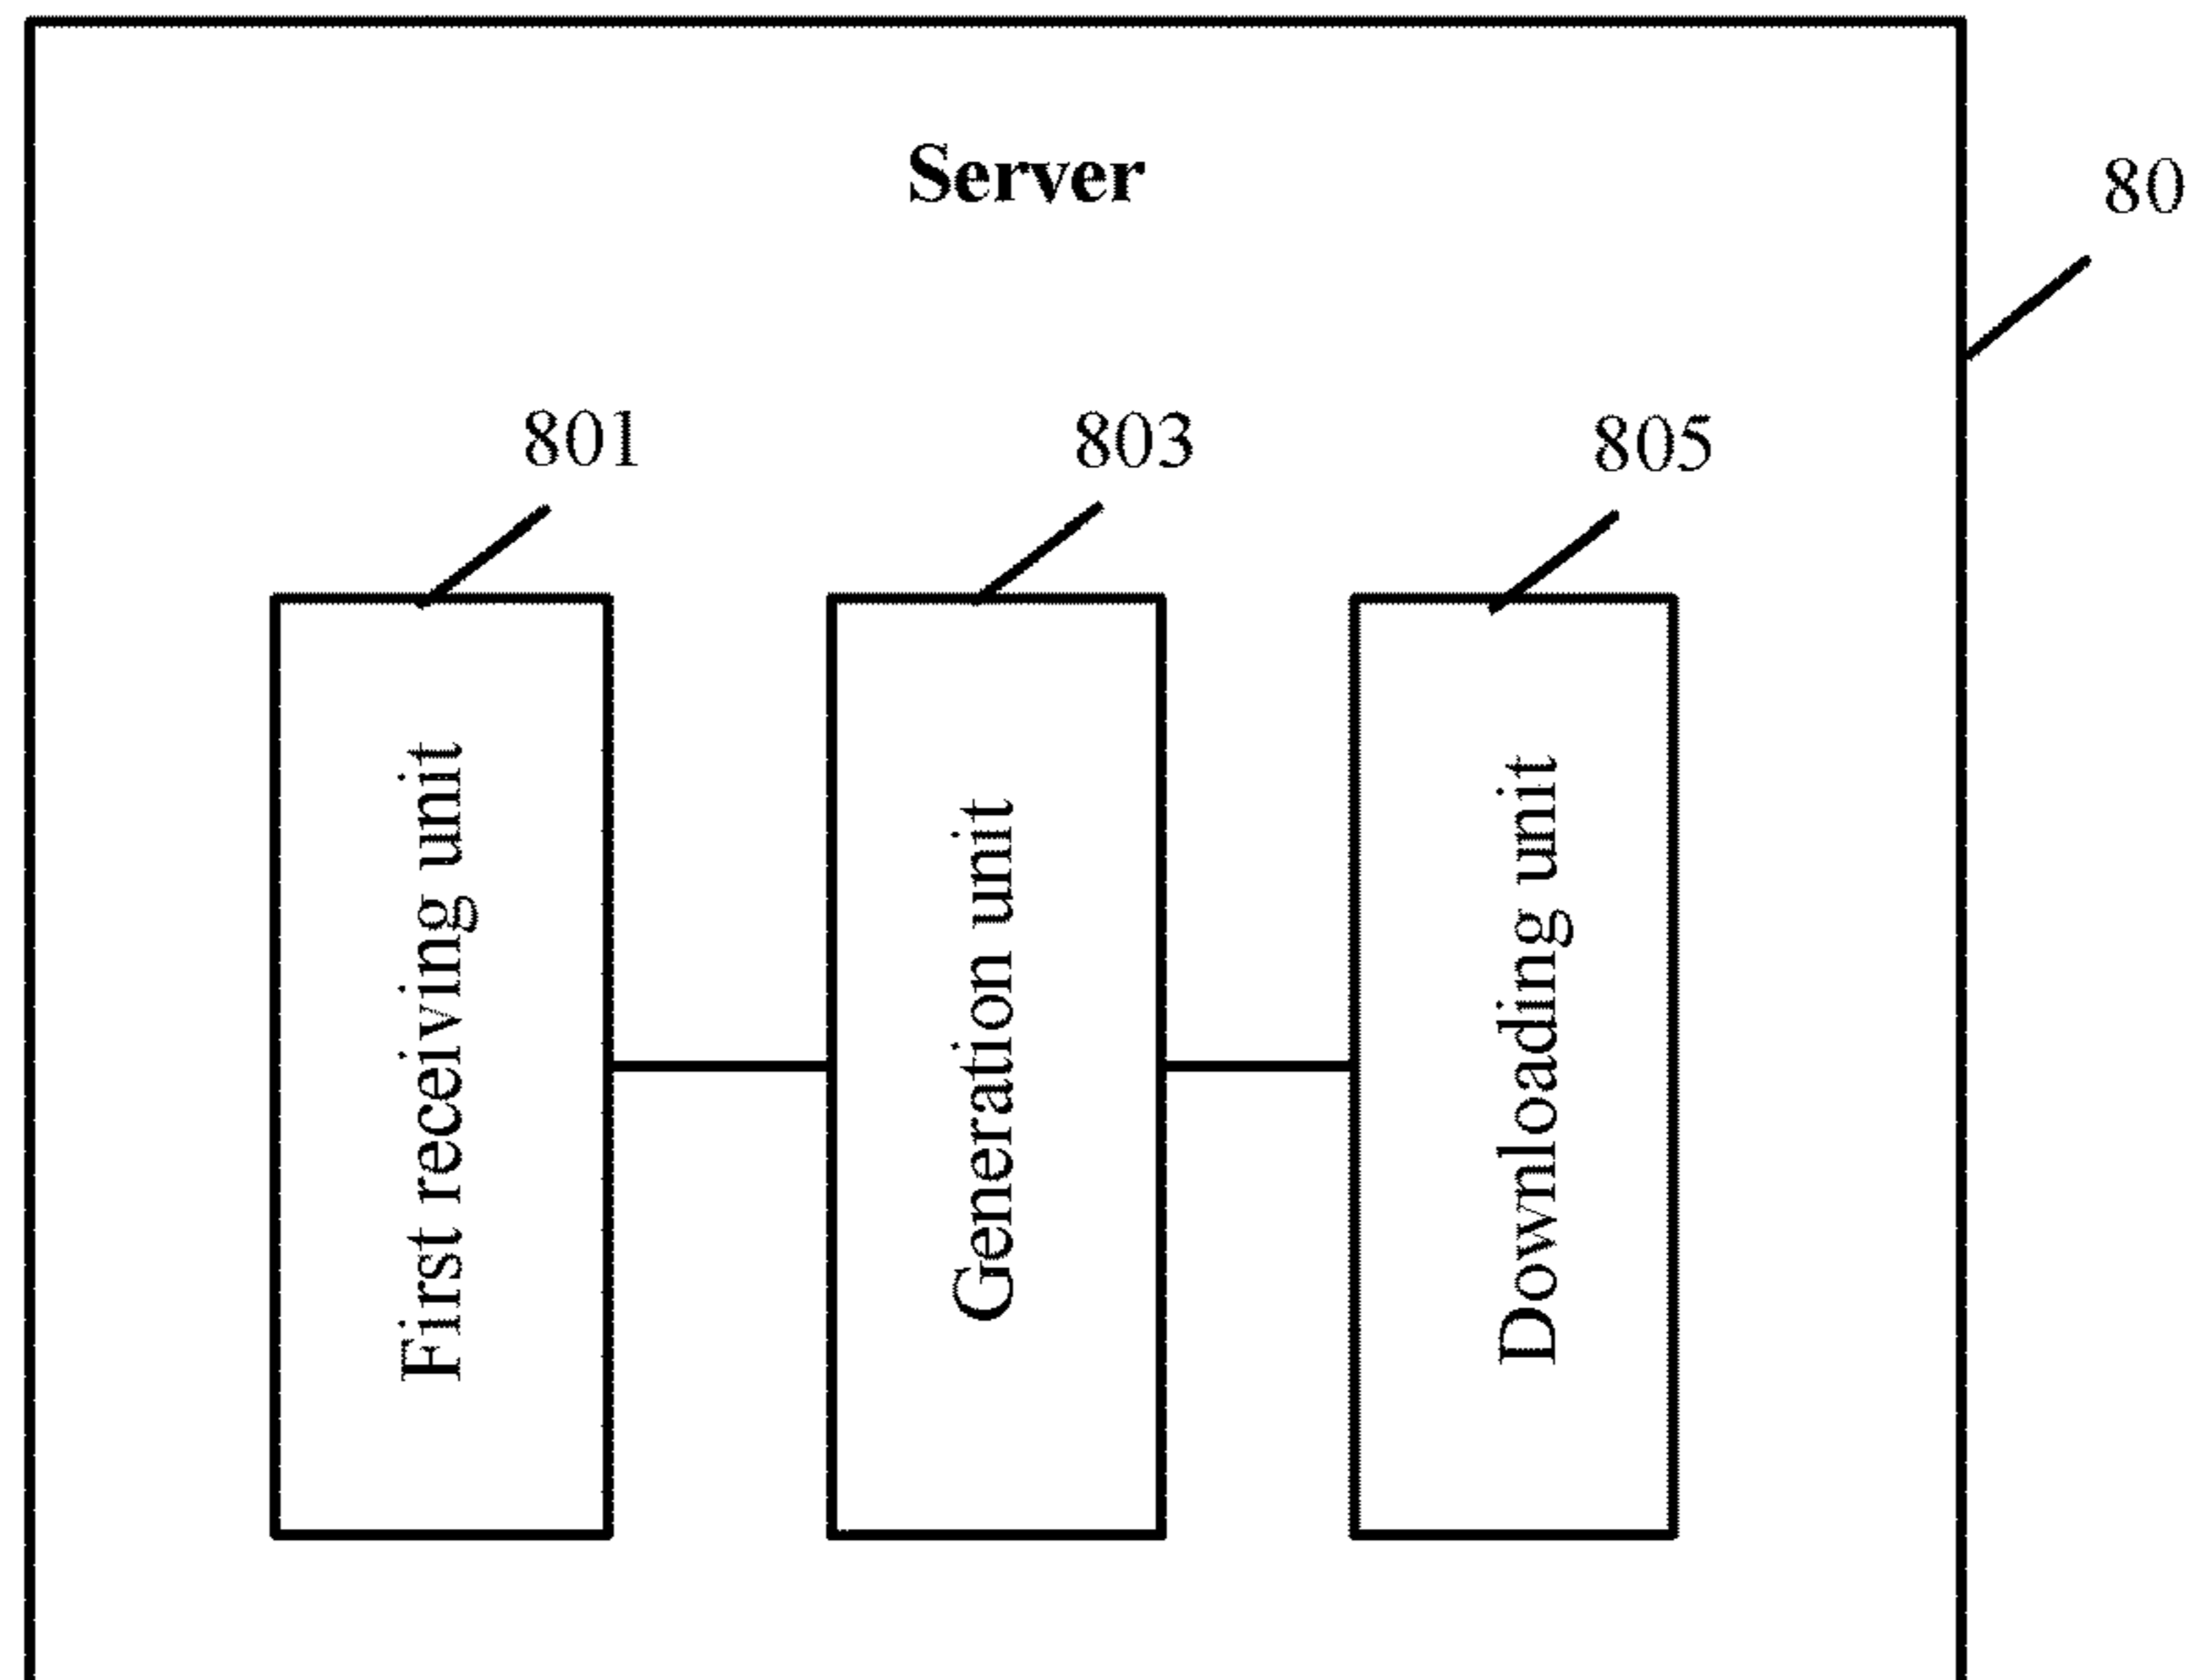 Server
80
801
803
805
First receiving unit
Generation unit
Downloading unit